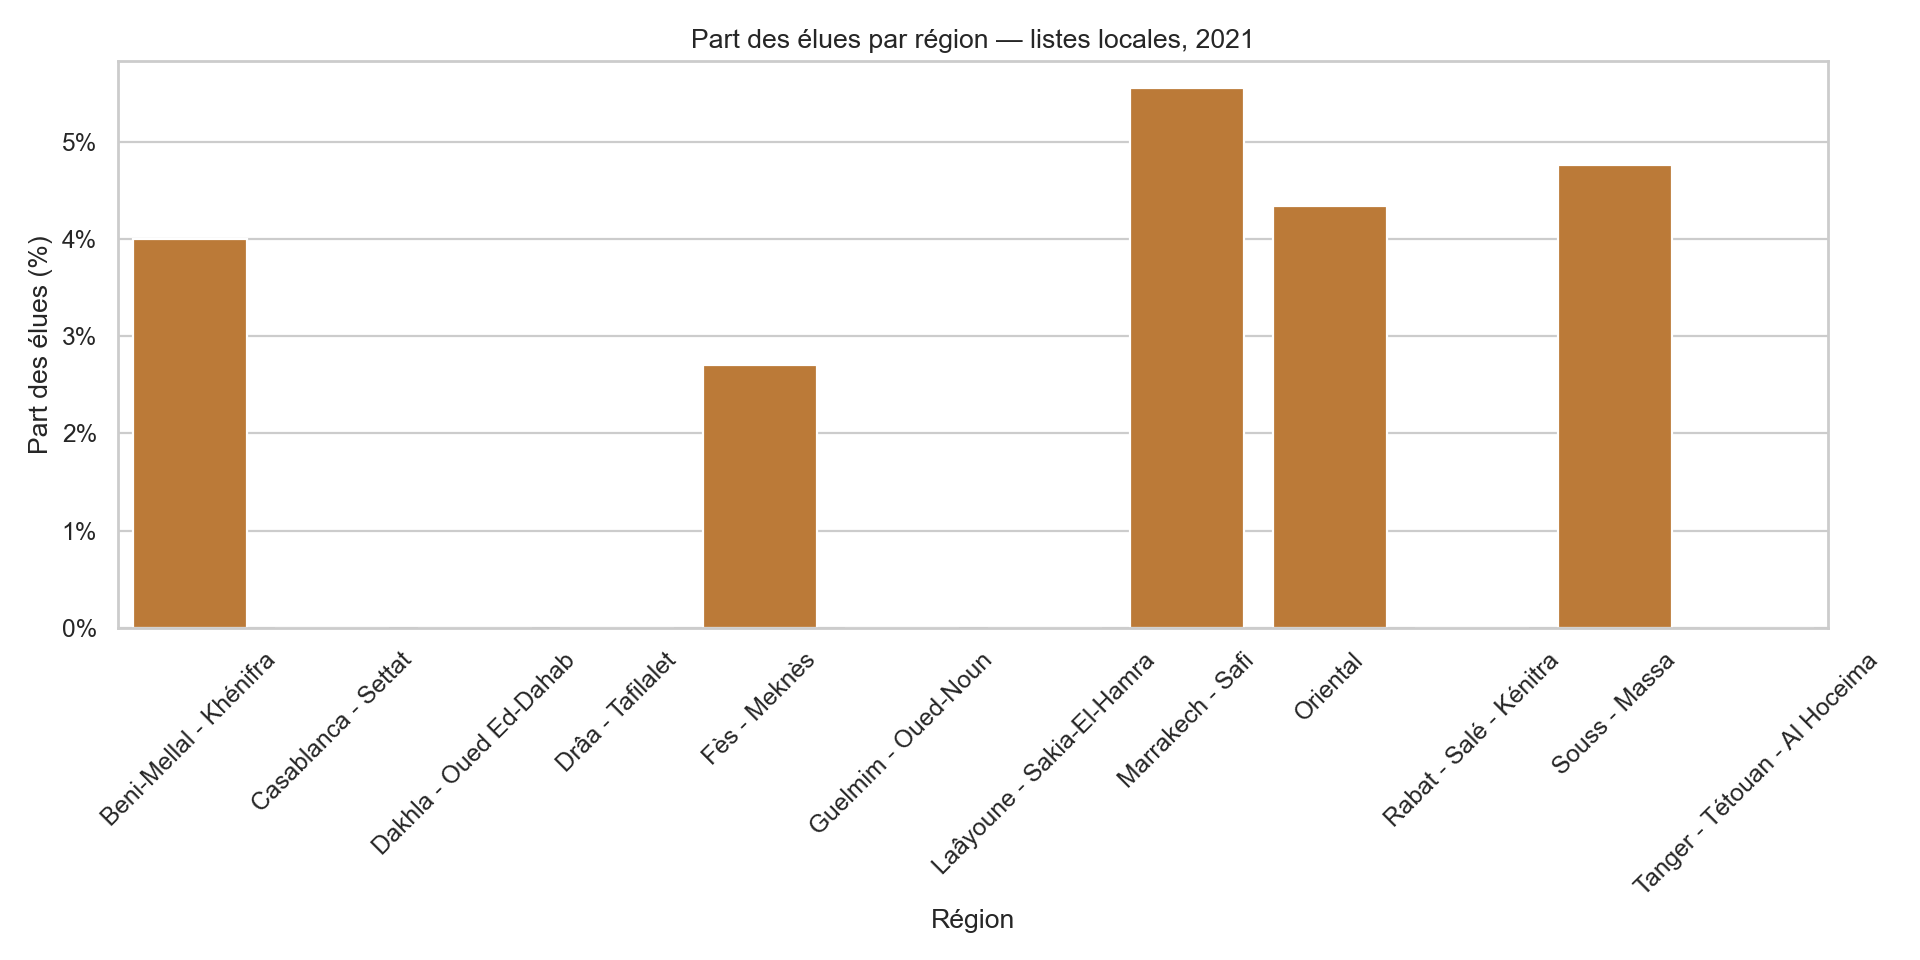 Part des élues par région — listes locales, 2021
Part des élues (%)
5%
4%
3%
2%
1%
0%
Beni-Mellal - Khénifra
Casablanca - Settat
Dakhla - Oued Ed-Dahab
Drâa - Tafilalet
Fès - Meknès
Guelmim - Oued-Noun
Laâyoune - Sakia-El-Hamra
Marrakech - Safi
Oriental
Rabat - Salé - Kénitra
Souss - Massa
Tanger - Tétouan - Al Hoceima
Région